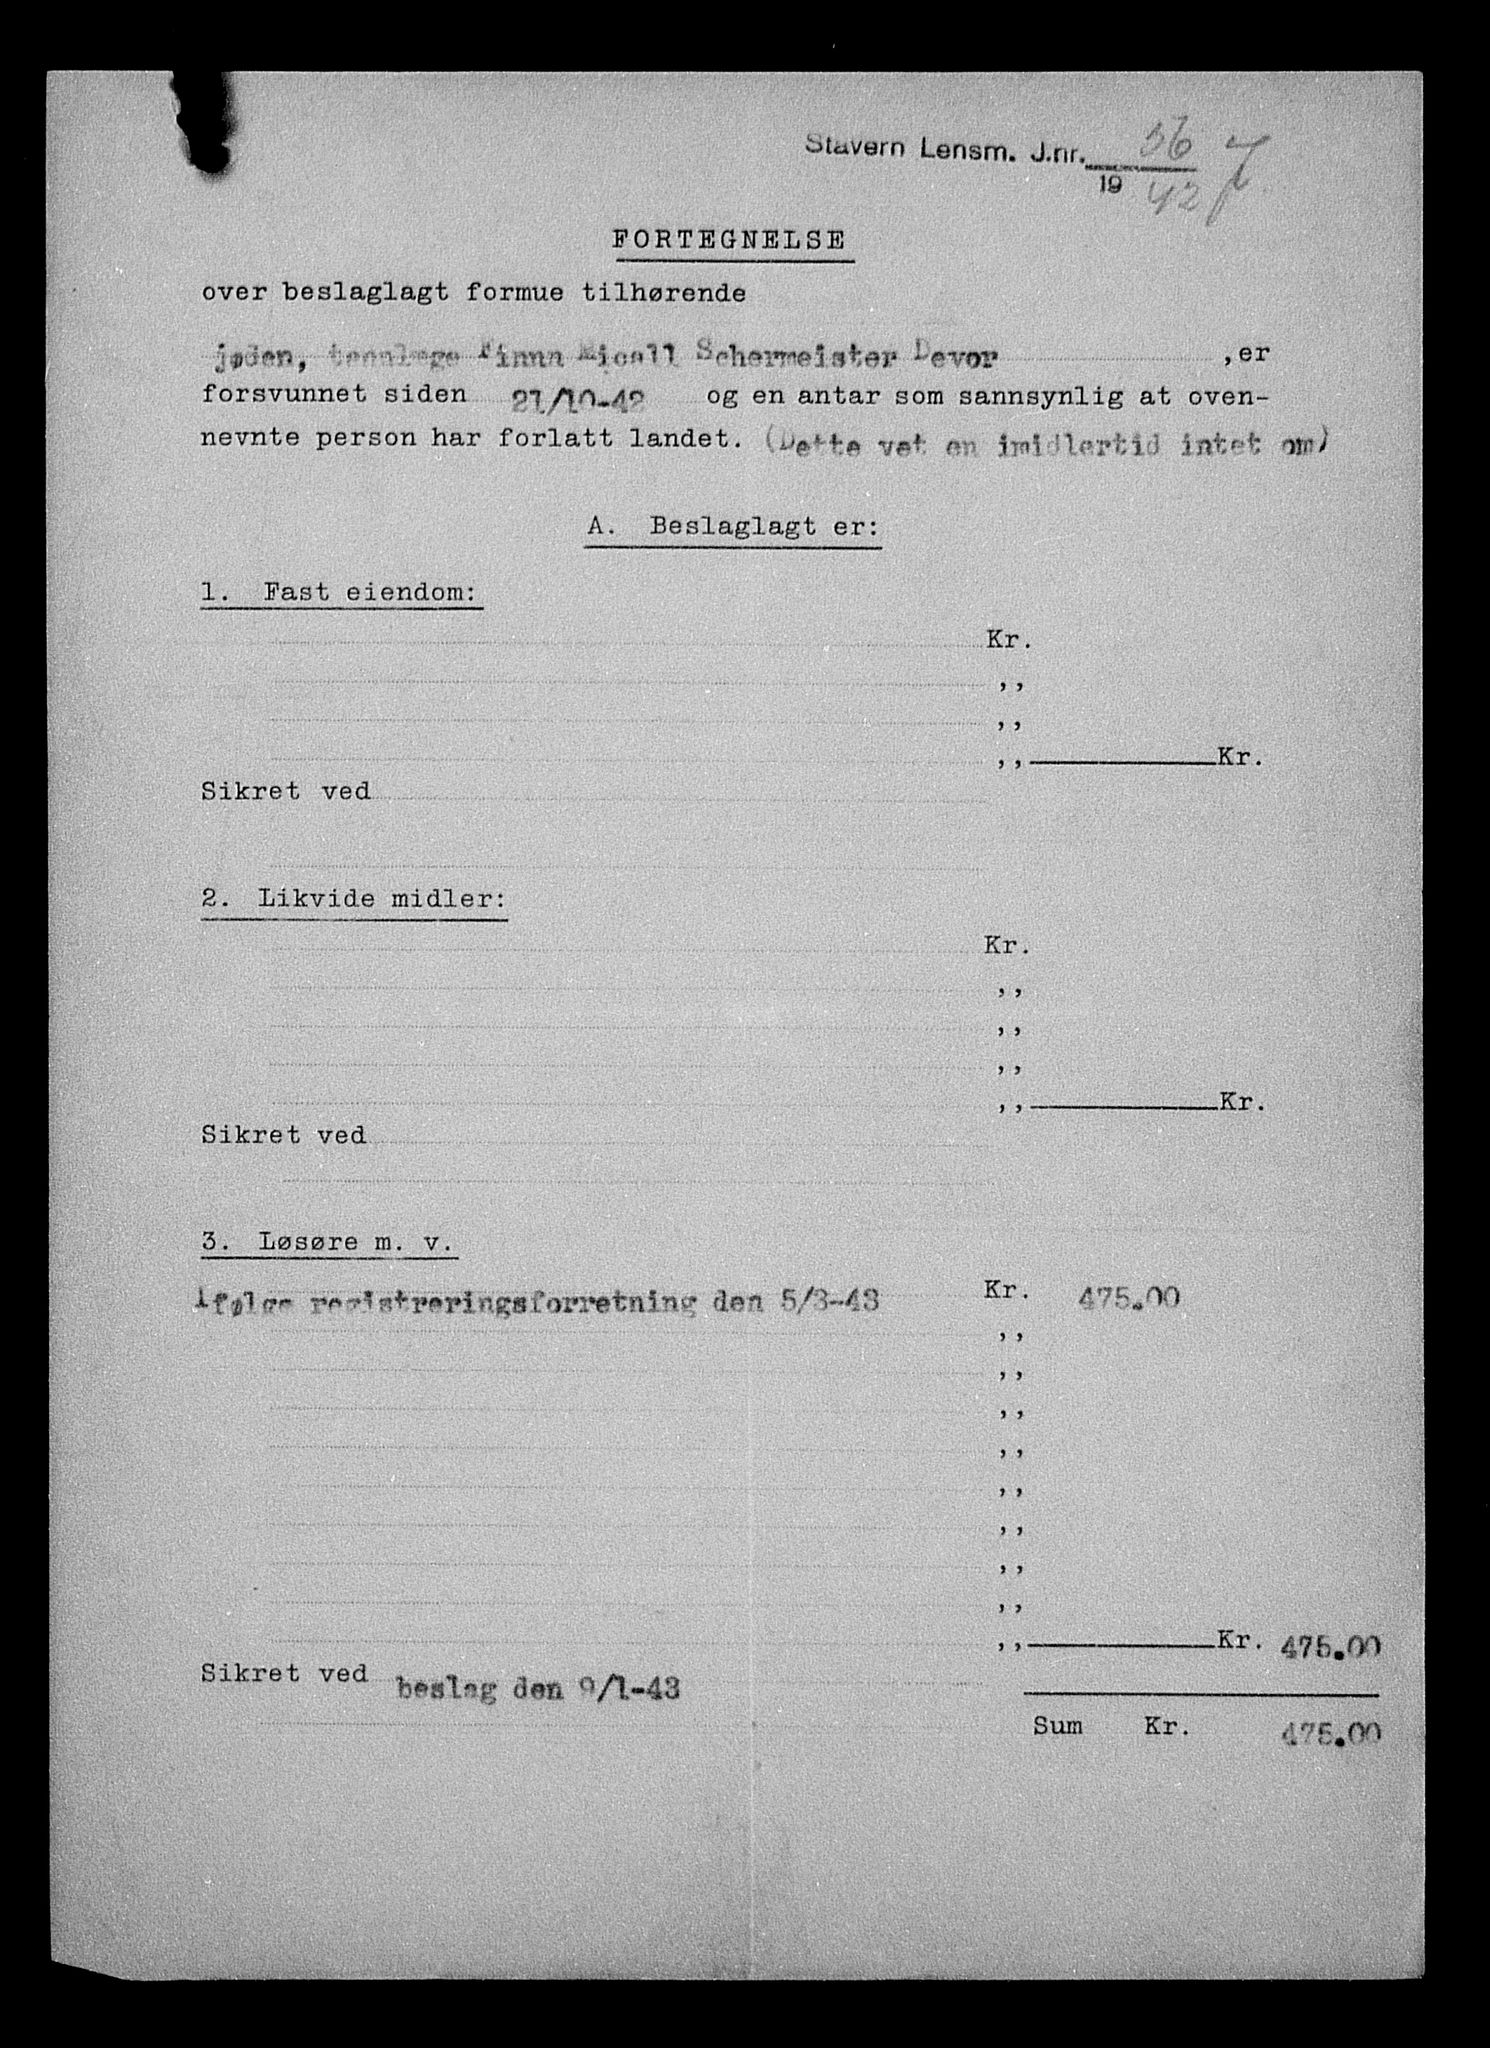 Stavern Lensm. J.nr. 36
19 42
FORTEGNELSE
over beslaglagt formue tilhørende
jøden, tannlege Finnn Micall Schermeister Devor , er
forsvunnet siden 27/10-42 og en antar som sannsynlig at oven-
nevnte person har forlatt landet. (Dette vet en imidlertid intet om)
A. Beslaglagt er:
1. Fast eiendom:
Kr.
,,
,,
,, Kr.
Sikret ved
2. Likvide midler:
Kr.
,,
,,
,,
,, Kr.
Sikret ved
3. Løsøre m. v.
Ifølge registreringsforretning den 5/3-43 Kr. 475.00
,,
,,
,,
,,
,,
,,
,,
,,
,, Kr. 475.00
Sikret ved beslag den 9/1-43
Sum Kr. 475.00